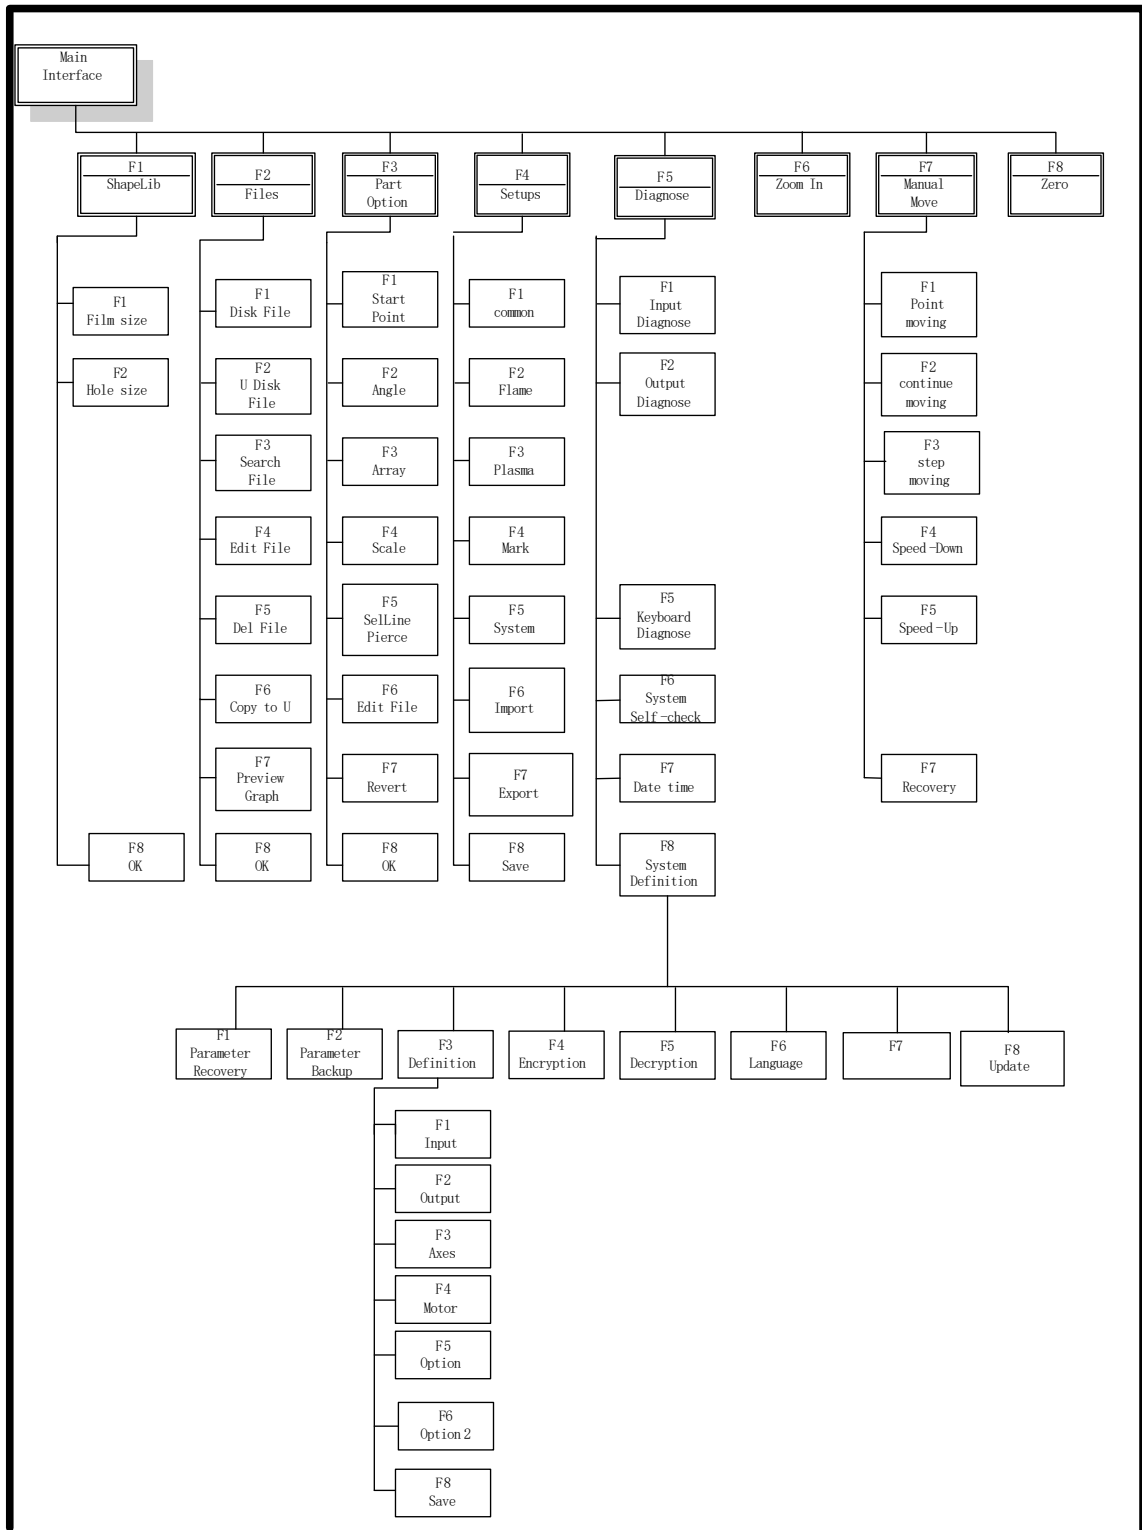 Main
Interface
F1
ShapeLib
F2
Files
F3
Part
Option
F4
Setups
F5
Diagnose
F6
Zoom In
F7
Manual
Move
F8
Zero
F1
Film size
F2
Hole size
F8
OK
F1
Disk File
F2
U Disk
File
F3
Search
File
F4
Edit File
F5
Del File
F6
Copy to U
F7
Preview
Graph
F8
OK
F1
Start
Point
F2
Angle
F3
Array
F4
Scale
F5
SelLine
Pierce
F6
Edit File
F7
Revert
F8
OK
F1
common
F2
Flame
F3
Plasma
F4
Mark
F5
System
F6
Import
F7
Export
F8
Save
F1
Input
Diagnose
F2
Output
Diagnose
F5
Keyboard
Diagnose
F6
System
Self-check
F7
Date time
F8
System
Definition
F1
Point
moving
F2
continue
moving
F3
step
moving
F4
Speed-Down
F5
Speed-Up
F7
Recovery
F1
Parameter
Recovery
F2
Parameter
Backup
F3
Definition
F4
Encryption
F5
Decryption
F6
Language
F7
F8
Update
F1
Input
F2
Output
F3
Axes
F4
Motor
F5
Option
F6
Option 2
F8
Save